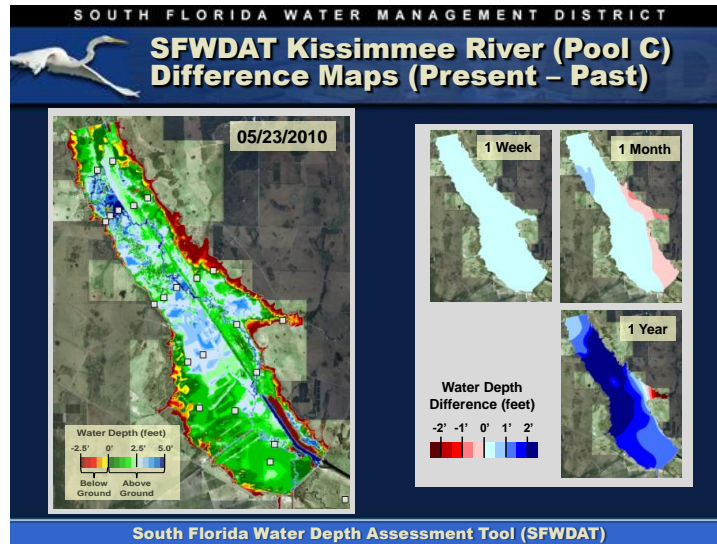 SOUTH FLORIDA WATER MANAGEMENT DISTRICT
SFWDAT Kissimmee River (Pool C)
Difference Maps (Present – Past)
05/23/2010
Water Depth (feet)
-2.5' 0' 2.5' 5.0'
Below Above
Ground Ground
1 Week
1 Month
1 Year
Water Depth
Difference (feet)
-2' -1' 0' 1' 2'
South Florida Water Depth Assessment Tool (SFWDAT)